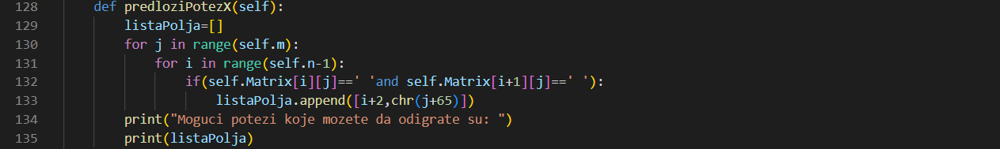 128 def predloziPotezX(self):
129 listaPolja=[]
130 for j in range(self.m):
131 for i in range(self.n-1):
132 if(self.Matrix[i][j]==' 'and self.Matrix[i+1][j]==' '):
133 listaPolja.append([i+2,chr(j+65)])
134 print("Moguci potezi koje mozete da odigrate su: ")
135 print(listaPolja)